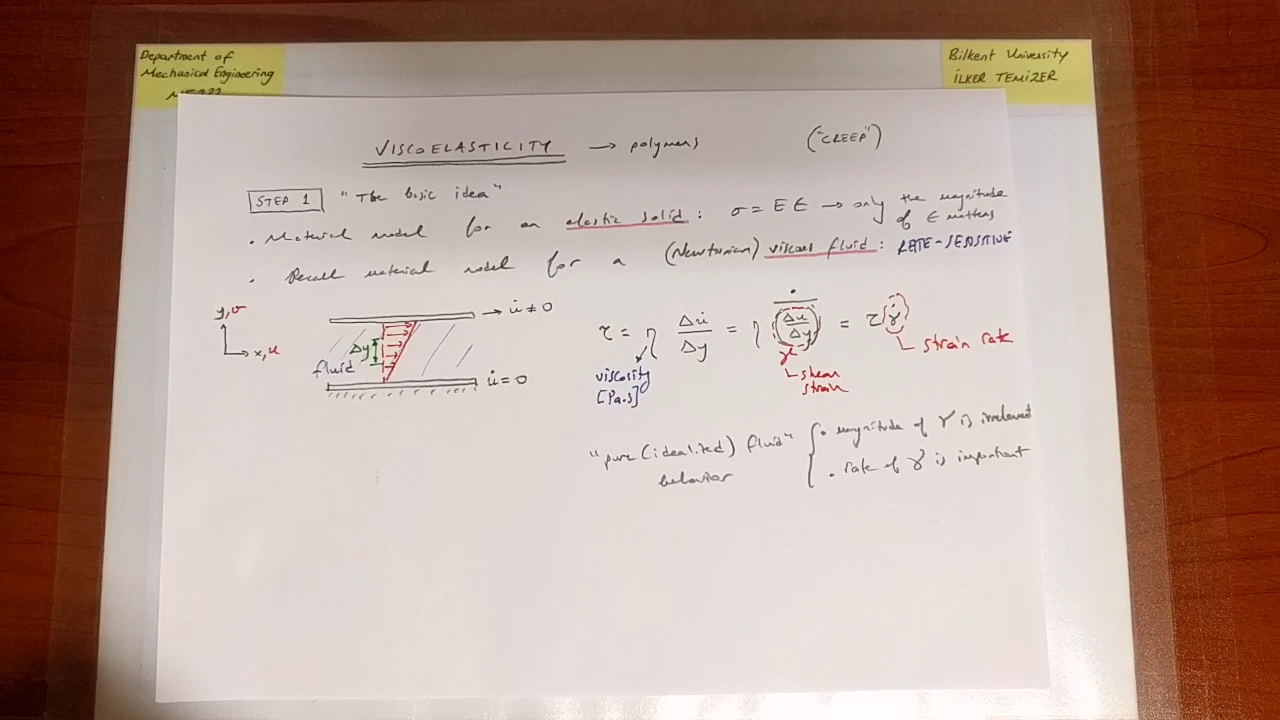 Department of
Mechanical Engineering
Bilkent University
İLKER TEMİZER
VISCOELASTICITY → polymers ("CREEP")
STEP 1 "The basic idea"
• Material model for an elastic solid : σ = E ϵ → only the magnitude of ϵ matters
• Recall material model for a (Newtonian) viscous fluid : RATE-SENSITIVE
y,v
x,u
fluid
Δy
→ u̇ ≠ 0
u̇ = 0
τ = η Δu̇/Δy = η (Δu/Δy)˙ = τ γ̇
viscosity
[Pa.s]
γ
shear
strain
strain rate
"pure (idealized) fluid"
behavior
• magnitude of γ is irrelevant
• rate of γ is important